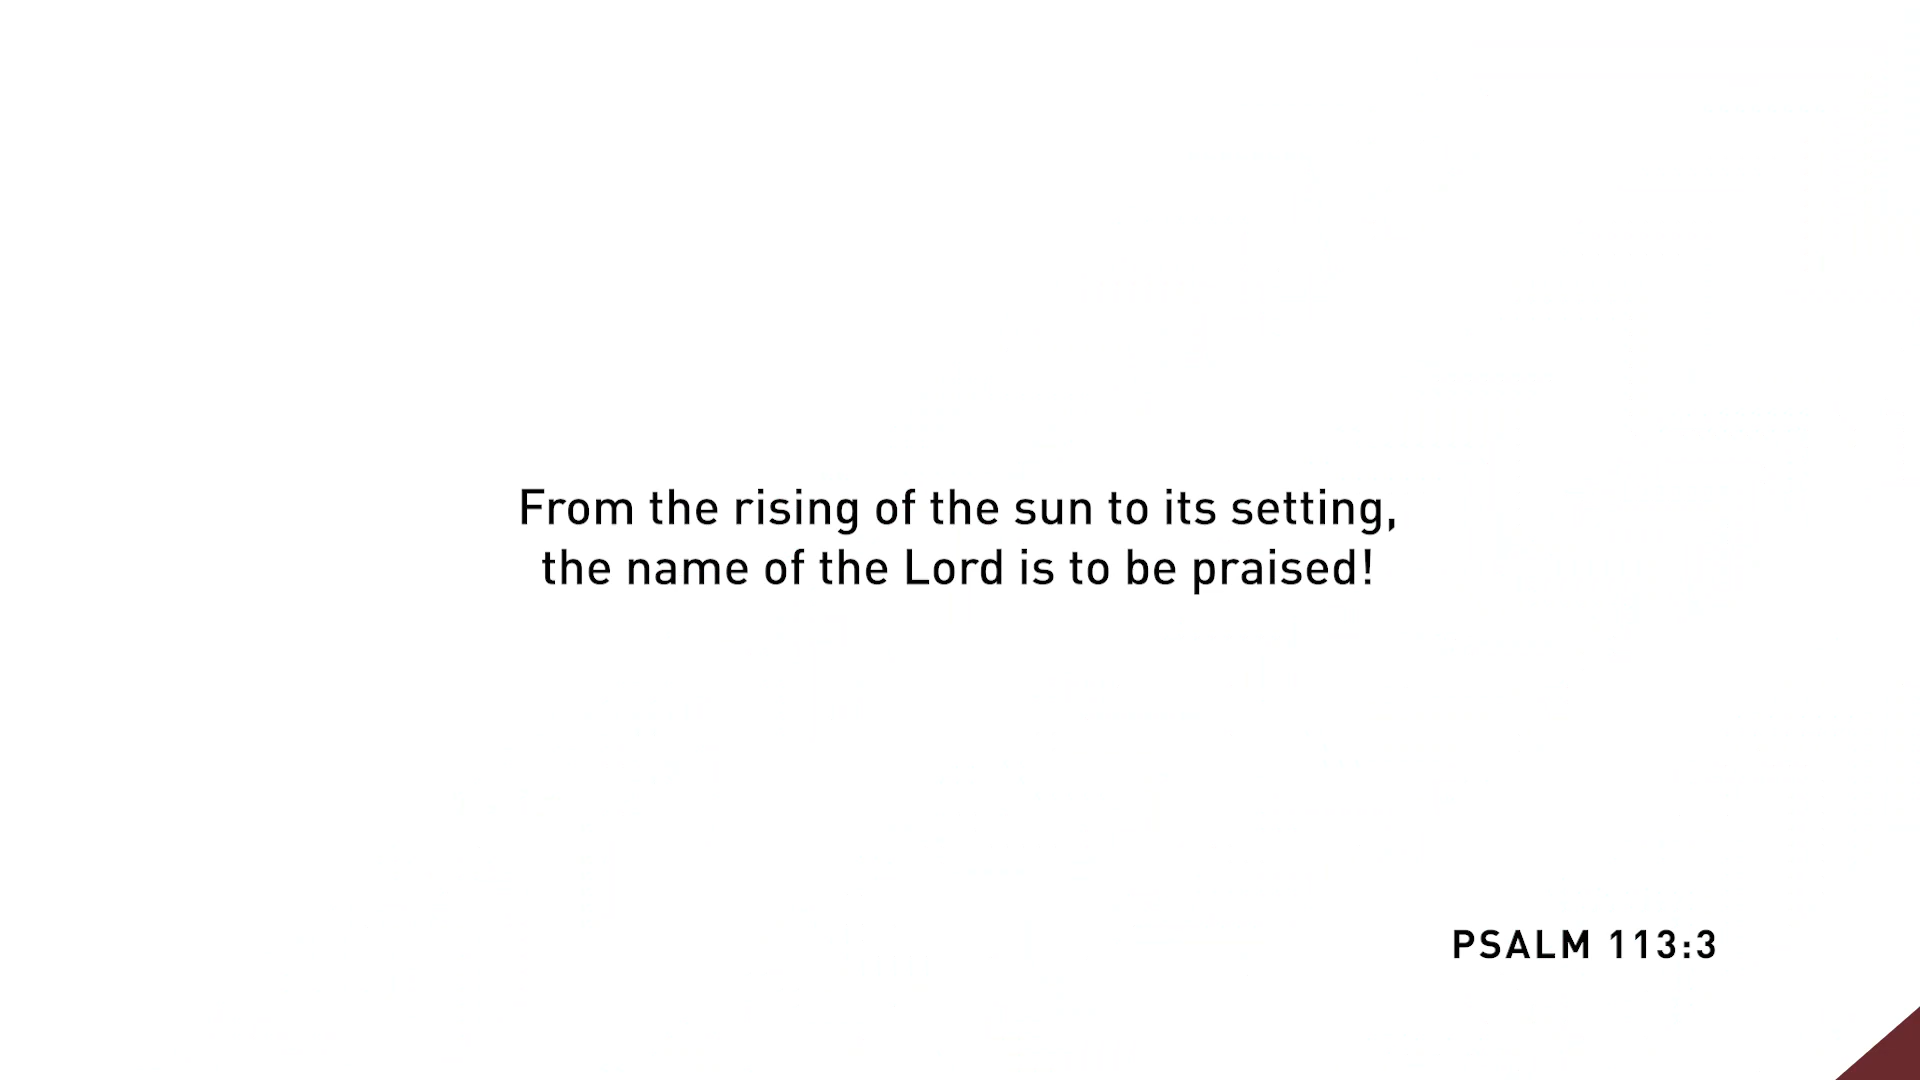 From the rising of the sun to its setting,
the name of the Lord is to be praised!
PSALM 113:3